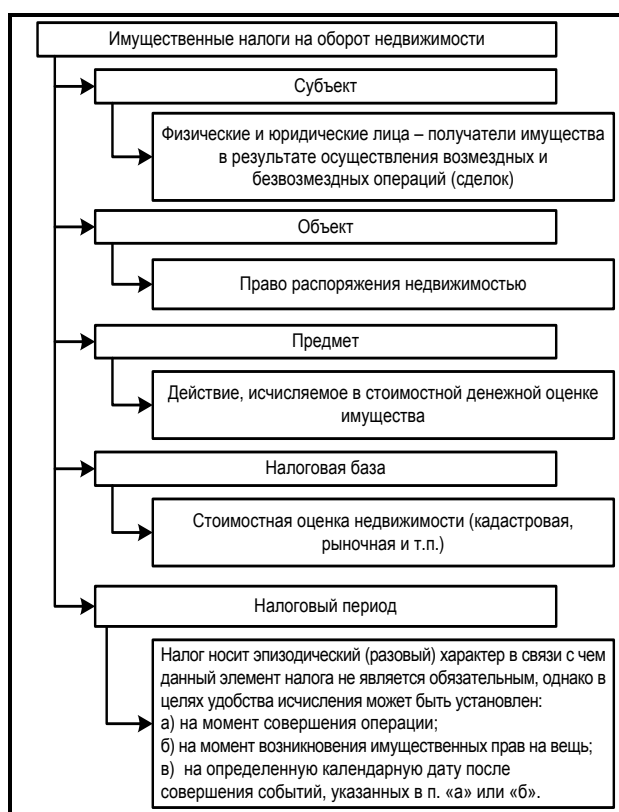 Имущественные налоги на оборот недвижимости
Субъект
Физические и юридические лица – получатели имущества
в результате осуществления возмездных и
безвозмездных операций (сделок)
Объект
Право распоряжения недвижимостью
Предмет
Действие, исчисляемое в стоимостной денежной оценке
имущества
Налоговая база
Стоимостная оценка недвижимости (кадастровая,
рыночная и т.п.)
Налоговый период
Налог носит эпизодический (разовый) характер в связи с чем
данный элемент налога не является обязательным, однако в
целях удобства исчисления может быть установлен:
а) на момент совершения операции;
б) на момент возникновения имущественных прав на вещь;
в) на определенную календарную дату после
совершения событий, указанных в п. «а» или «б».